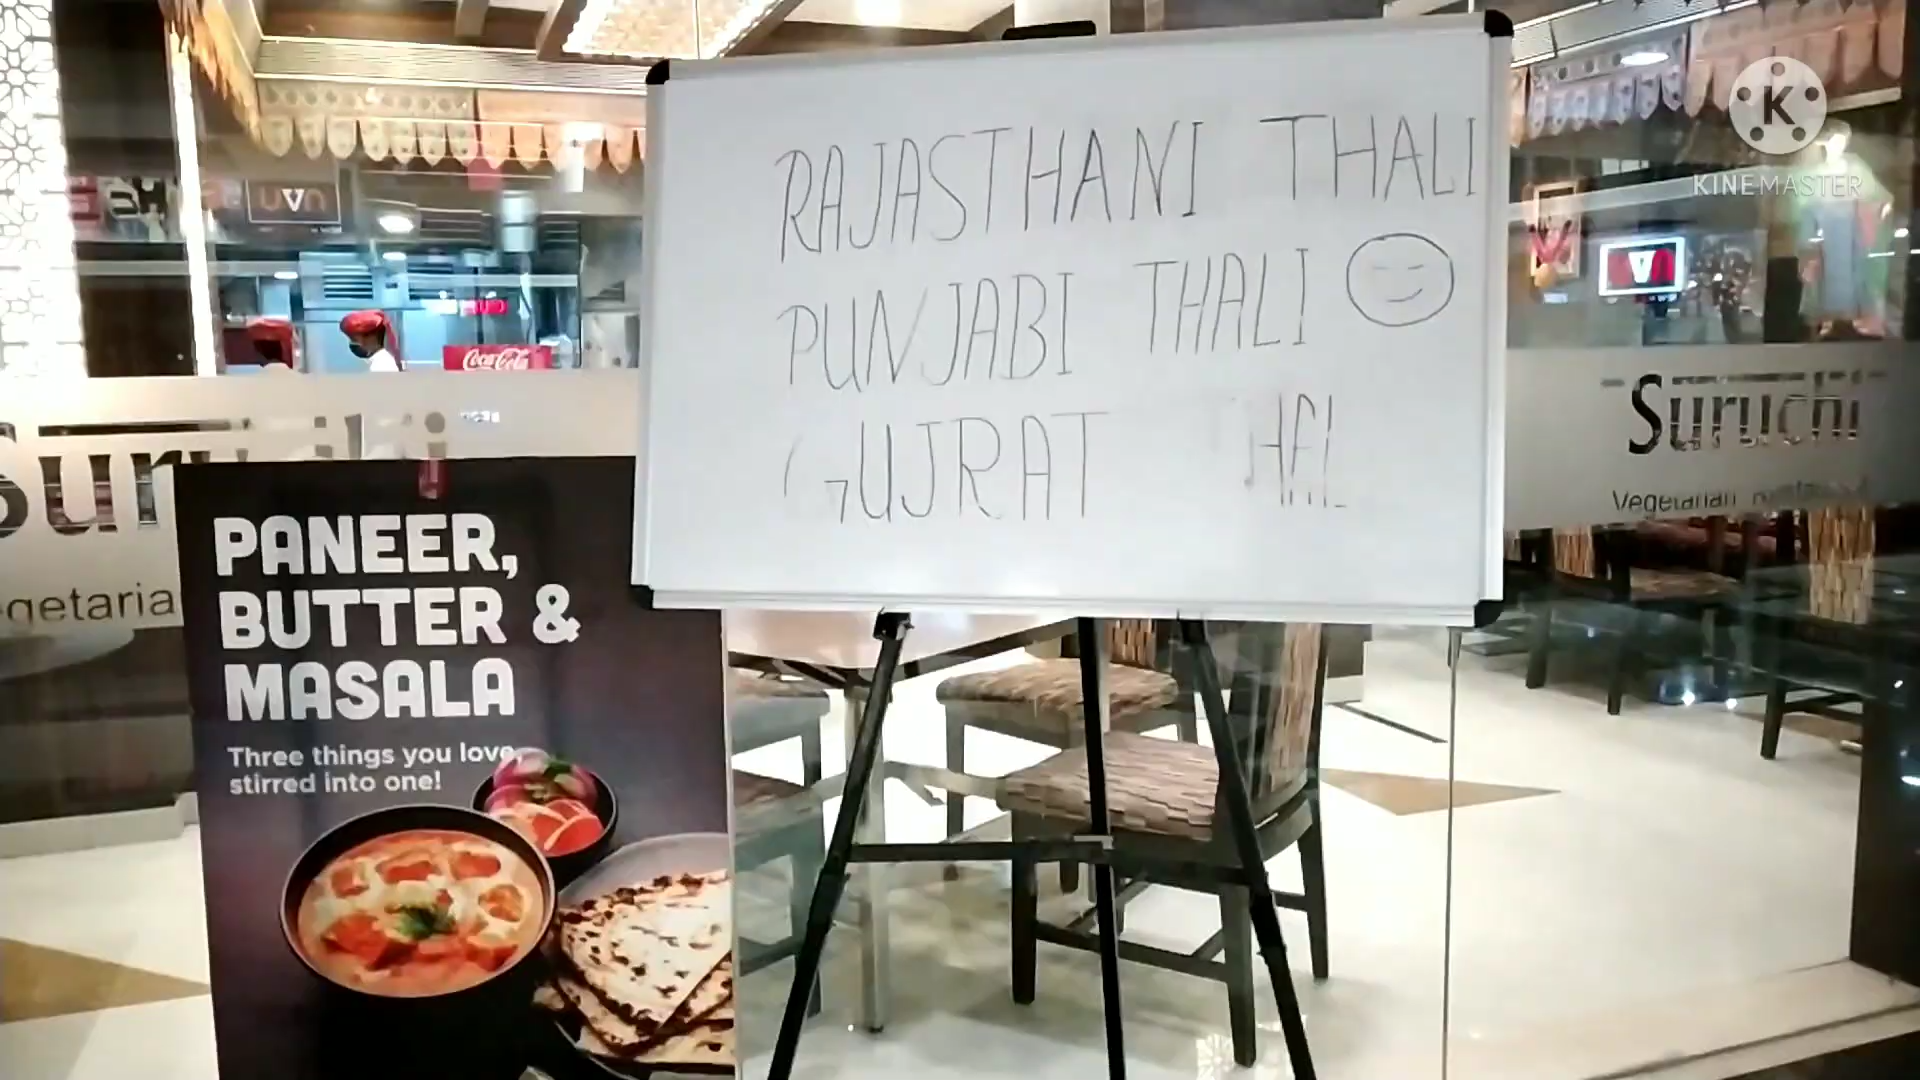 RAJASTHANI THALI
PUNJABI THALI
GUJRAT
PANEER,
BUTTER &
MASALA
Three things you love,
stirred into one!
Suruchi
Vegetarian
Coca-Cola
K
KINEMASTER